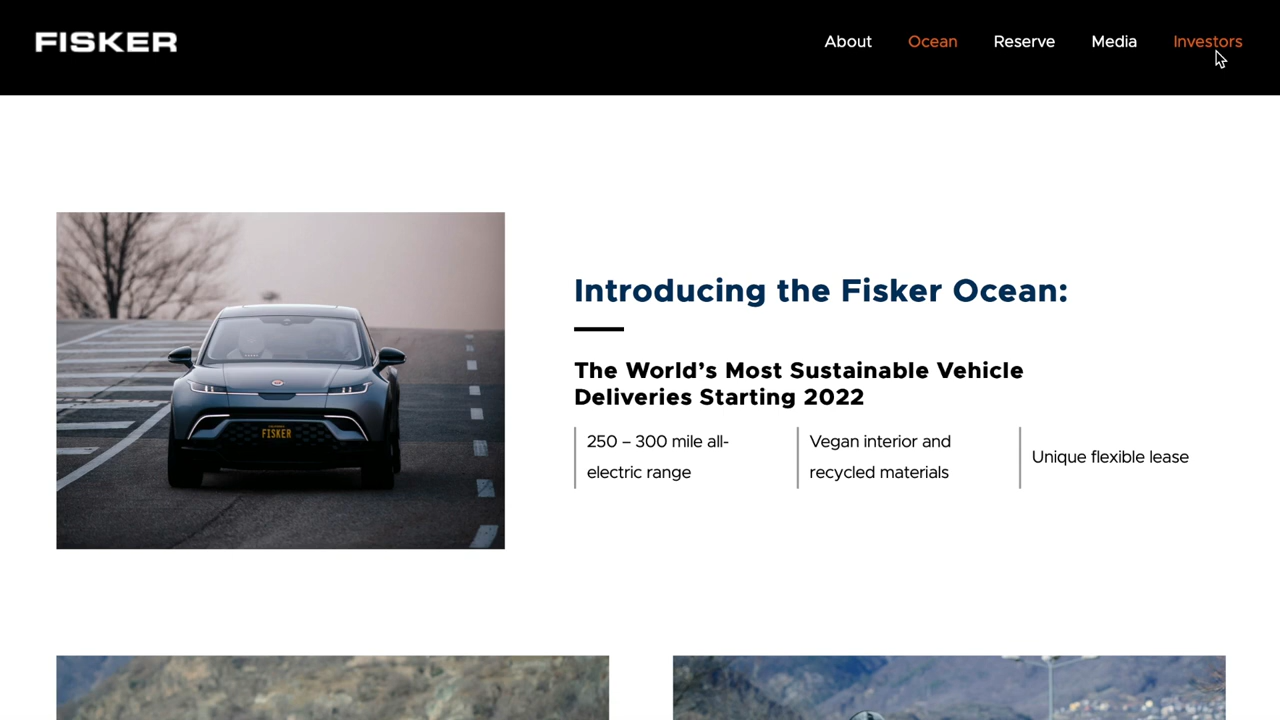 FISKER
About Ocean Reserve Media Investors
FISKER
Introducing the Fisker Ocean:
The World’s Most Sustainable Vehicle
Deliveries Starting 2022
250 – 300 mile all-
electric range
Vegan interior and
recycled materials
Unique flexible lease